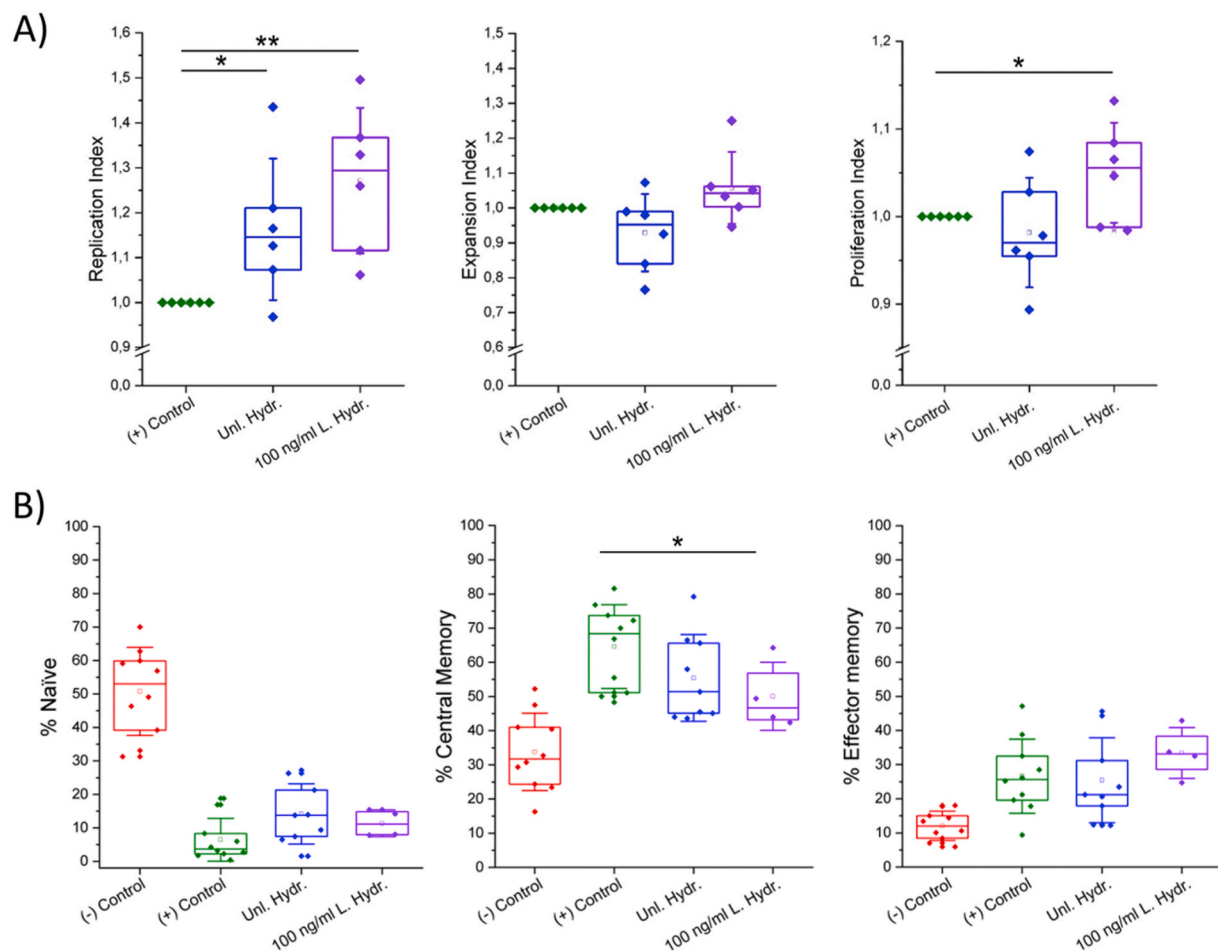 A)
Replication Index
1,6
1,5
1,4
1,3
1,2
1,1
1,0
0,9
0,0
*
**
(+) Control
Unl. Hydr.
100 ng/ml L. Hydr.
Expansion Index
1,5
1,4
1,3
1,2
1,1
1,0
0,9
0,8
0,7
0,6
0,0
(+) Control
Unl. Hydr.
100 ng/ml L. Hydr.
Proliferation Index
1,2
1,1
1,0
0,9
0,0
*
(+) Control
Unl. Hydr.
100 ng/ml L. Hydr.
B)
% Naïve
100
90
80
70
60
50
40
30
20
10
0
(-) Control
(+) Control
Unl. Hydr.
100 ng/ml L. Hydr.
% Central Memory
100
90
80
70
60
50
40
30
20
10
0
*
(-) Control
(+) Control
Unl. Hydr.
100 ng/ml L. Hydr.
% Effector memory
100
90
80
70
60
50
40
30
20
10
0
(-) Control
(+) Control
Unl. Hydr.
100 ng/ml L. Hydr.